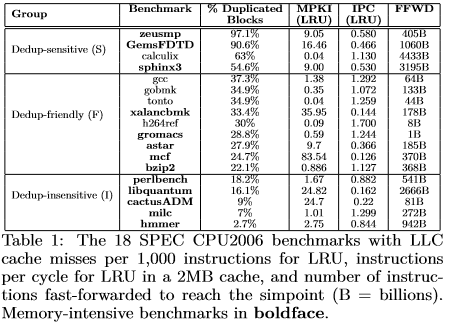 Group Benchmark % Duplicated Blocks MPKI (LRU) IPC (LRU) FFWD
Dedup-sensitive (S)
zeusmp 97.1% 9.05 0.580 405B
GemsFDTD 90.6% 16.46 0.466 1060B
calculix 63% 0.04 1.130 4433B
sphinx3 54.6% 9.00 0.530 3195B
Dedup-friendly (F)
gcc 37.3% 1.38 1.292 64B
gobmk 34.9% 0.35 1.072 133B
tonto 34.9% 0.04 1.259 44B
xalancbmk 33.4% 35.95 0.144 178B
h264ref 30% 0.09 1.700 8B
gromacs 28.8% 0.59 1.244 1B
astar 27.9% 9.7 0.366 185B
mcf 24.7% 83.54 0.126 370B
bzip2 22.1% 0.886 1.127 368B
Dedup-insensitive (I)
perlbench 18.2% 1.67 0.882 541B
libquantum 16.1% 24.82 0.162 2666B
cactusADM 9% 24.7 0.22 81B
milc 7% 1.01 1.299 272B
hmmer 2.7% 2.75 0.844 942B
Table 1: The 18 SPEC CPU2006 benchmarks with LLC
cache misses per 1,000 instructions for LRU, instructions
per cycle for LRU in a 2MB cache, and number of instruc-
tions fast-forwarded to reach the simpoint (B = billions).
Memory-intensive benchmarks in boldface.